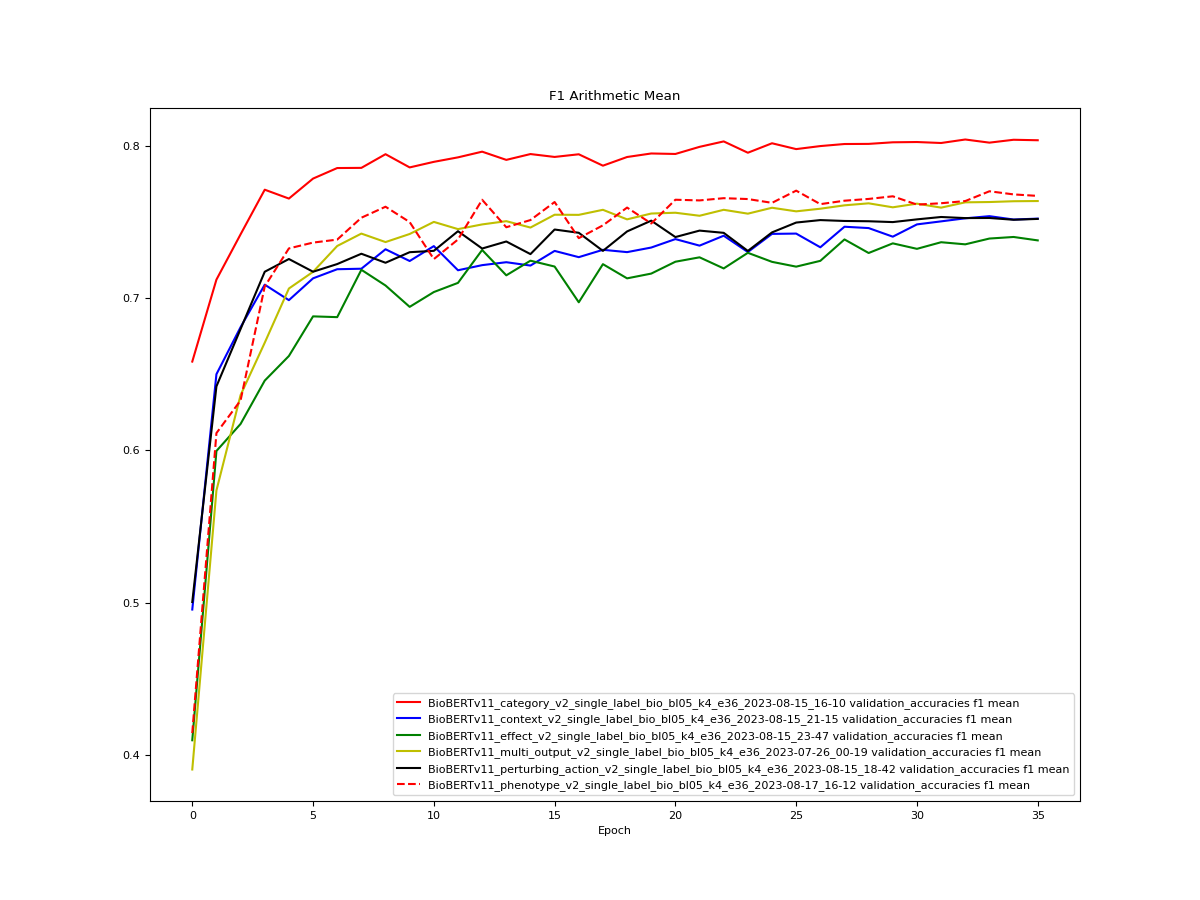 F1 Arithmetic Mean
0.8
0.7
0.6
0.5
0.4
BioBERTv11_category_v2_single_label_bio_bl05_k4_e36_2023-08-15_16-10 validation_accuracies f1 mean
BioBERTv11_context_v2_single_label_bio_bl05_k4_e36_2023-08-15_21-15 validation_accuracies f1 mean
BioBERTv11_effect_v2_single_label_bio_bl05_k4_e36_2023-08-15_23-47 validation_accuracies f1 mean
BioBERTv11_multi_output_v2_single_label_bio_bl05_k4_e36_2023-07-26_00-19 validation_accuracies f1 mean
BioBERTv11_perturbing_action_v2_single_label_bio_bl05_k4_e36_2023-08-15_18-42 validation_accuracies f1 mean
BioBERTv11_phenotype_v2_single_label_bio_bl05_k4_e36_2023-08-17_16-12 validation_accuracies f1 mean
0 5 10 15 20 25 30 35
Epoch